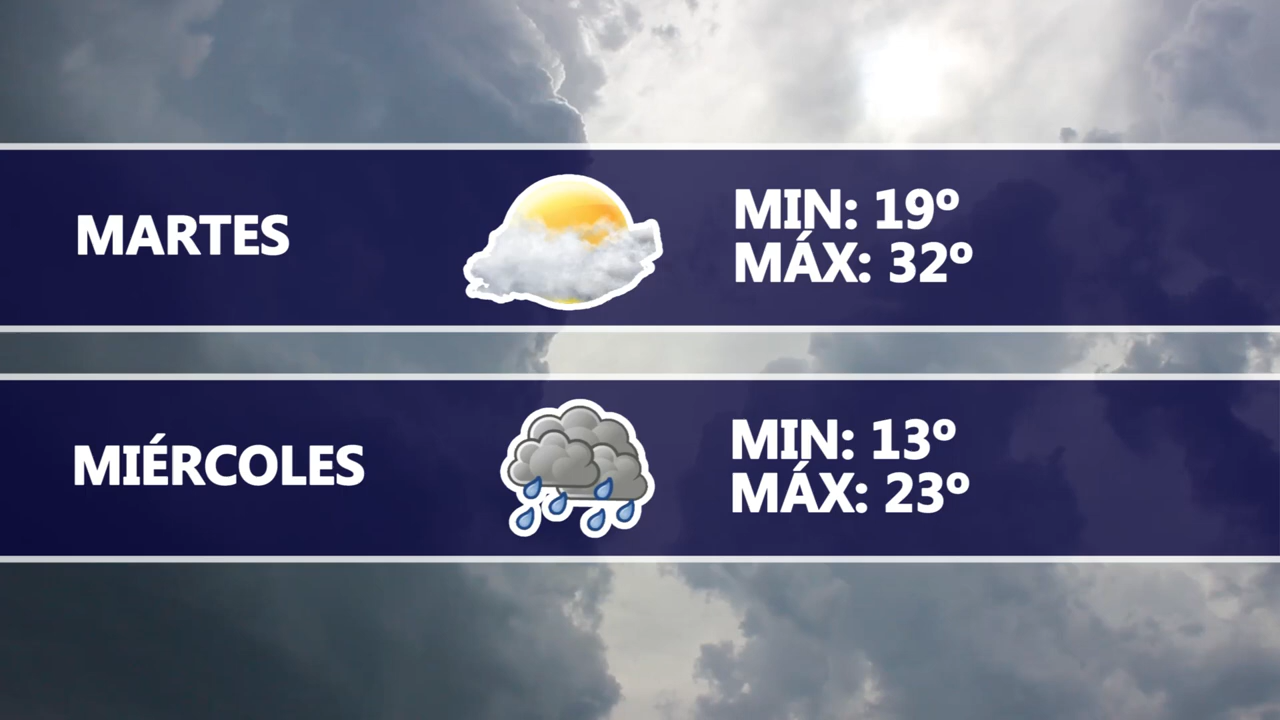 MARTES
MIN: 19º
MÁX: 32º
MIÉRCOLES
MIN: 13º
MÁX: 23º